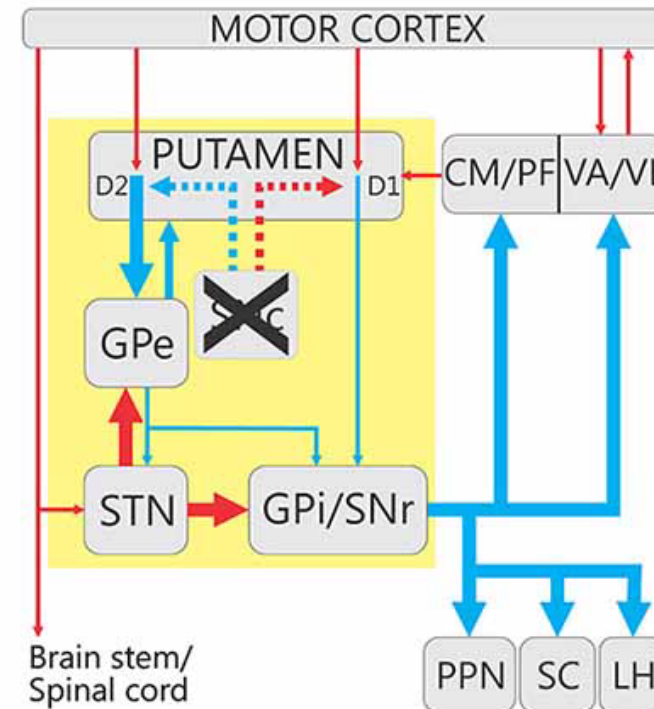 MOTOR CORTEX
PUTAMEN
D2
D1
CM/PF
GPe
STN
GPi/SNr
Brain stem/
Spinal cord
PPN
SC